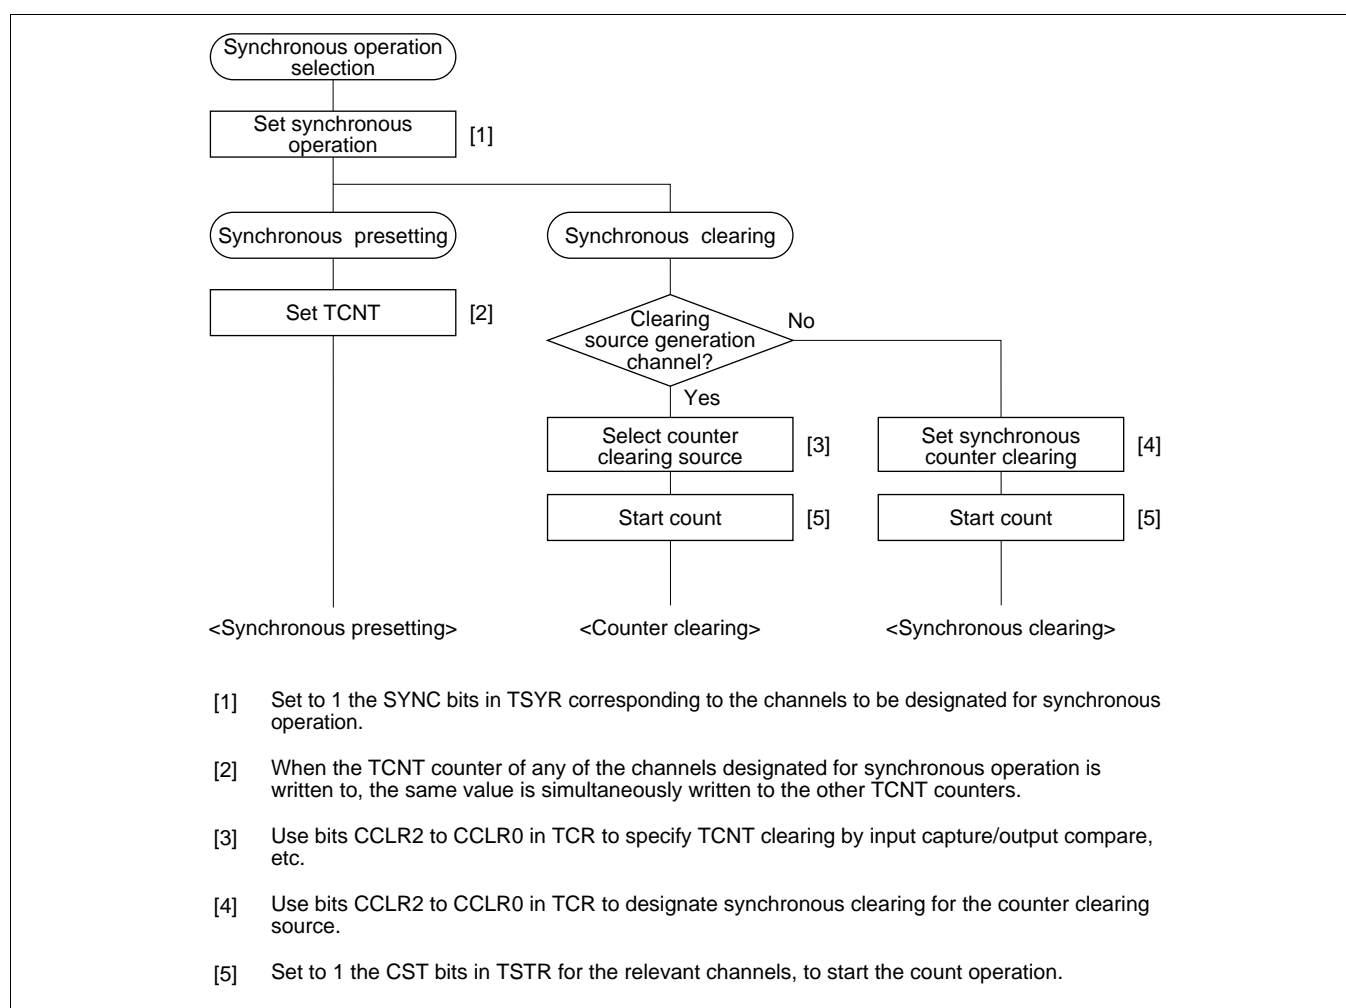 Synchronous operation
selection
Set synchronous
operation
[1]
Synchronous presetting
Synchronous clearing
Set TCNT
[2]
Clearing
source generation
channel?
No
Yes
Select counter
clearing source
[3]
Set synchronous
counter clearing
[4]
Start count
[5]
Start count
[5]
<Synchronous presetting>
<Counter clearing>
<Synchronous clearing>
[1] Set to 1 the SYNC bits in TSYR corresponding to the channels to be designated for synchronous
operation.
[2] When the TCNT counter of any of the channels designated for synchronous operation is
written to, the same value is simultaneously written to the other TCNT counters.
[3] Use bits CCLR2 to CCLR0 in TCR to specify TCNT clearing by input capture/output compare,
etc.
[4] Use bits CCLR2 to CCLR0 in TCR to designate synchronous clearing for the counter clearing
source.
[5] Set to 1 the CST bits in TSTR for the relevant channels, to start the count operation.